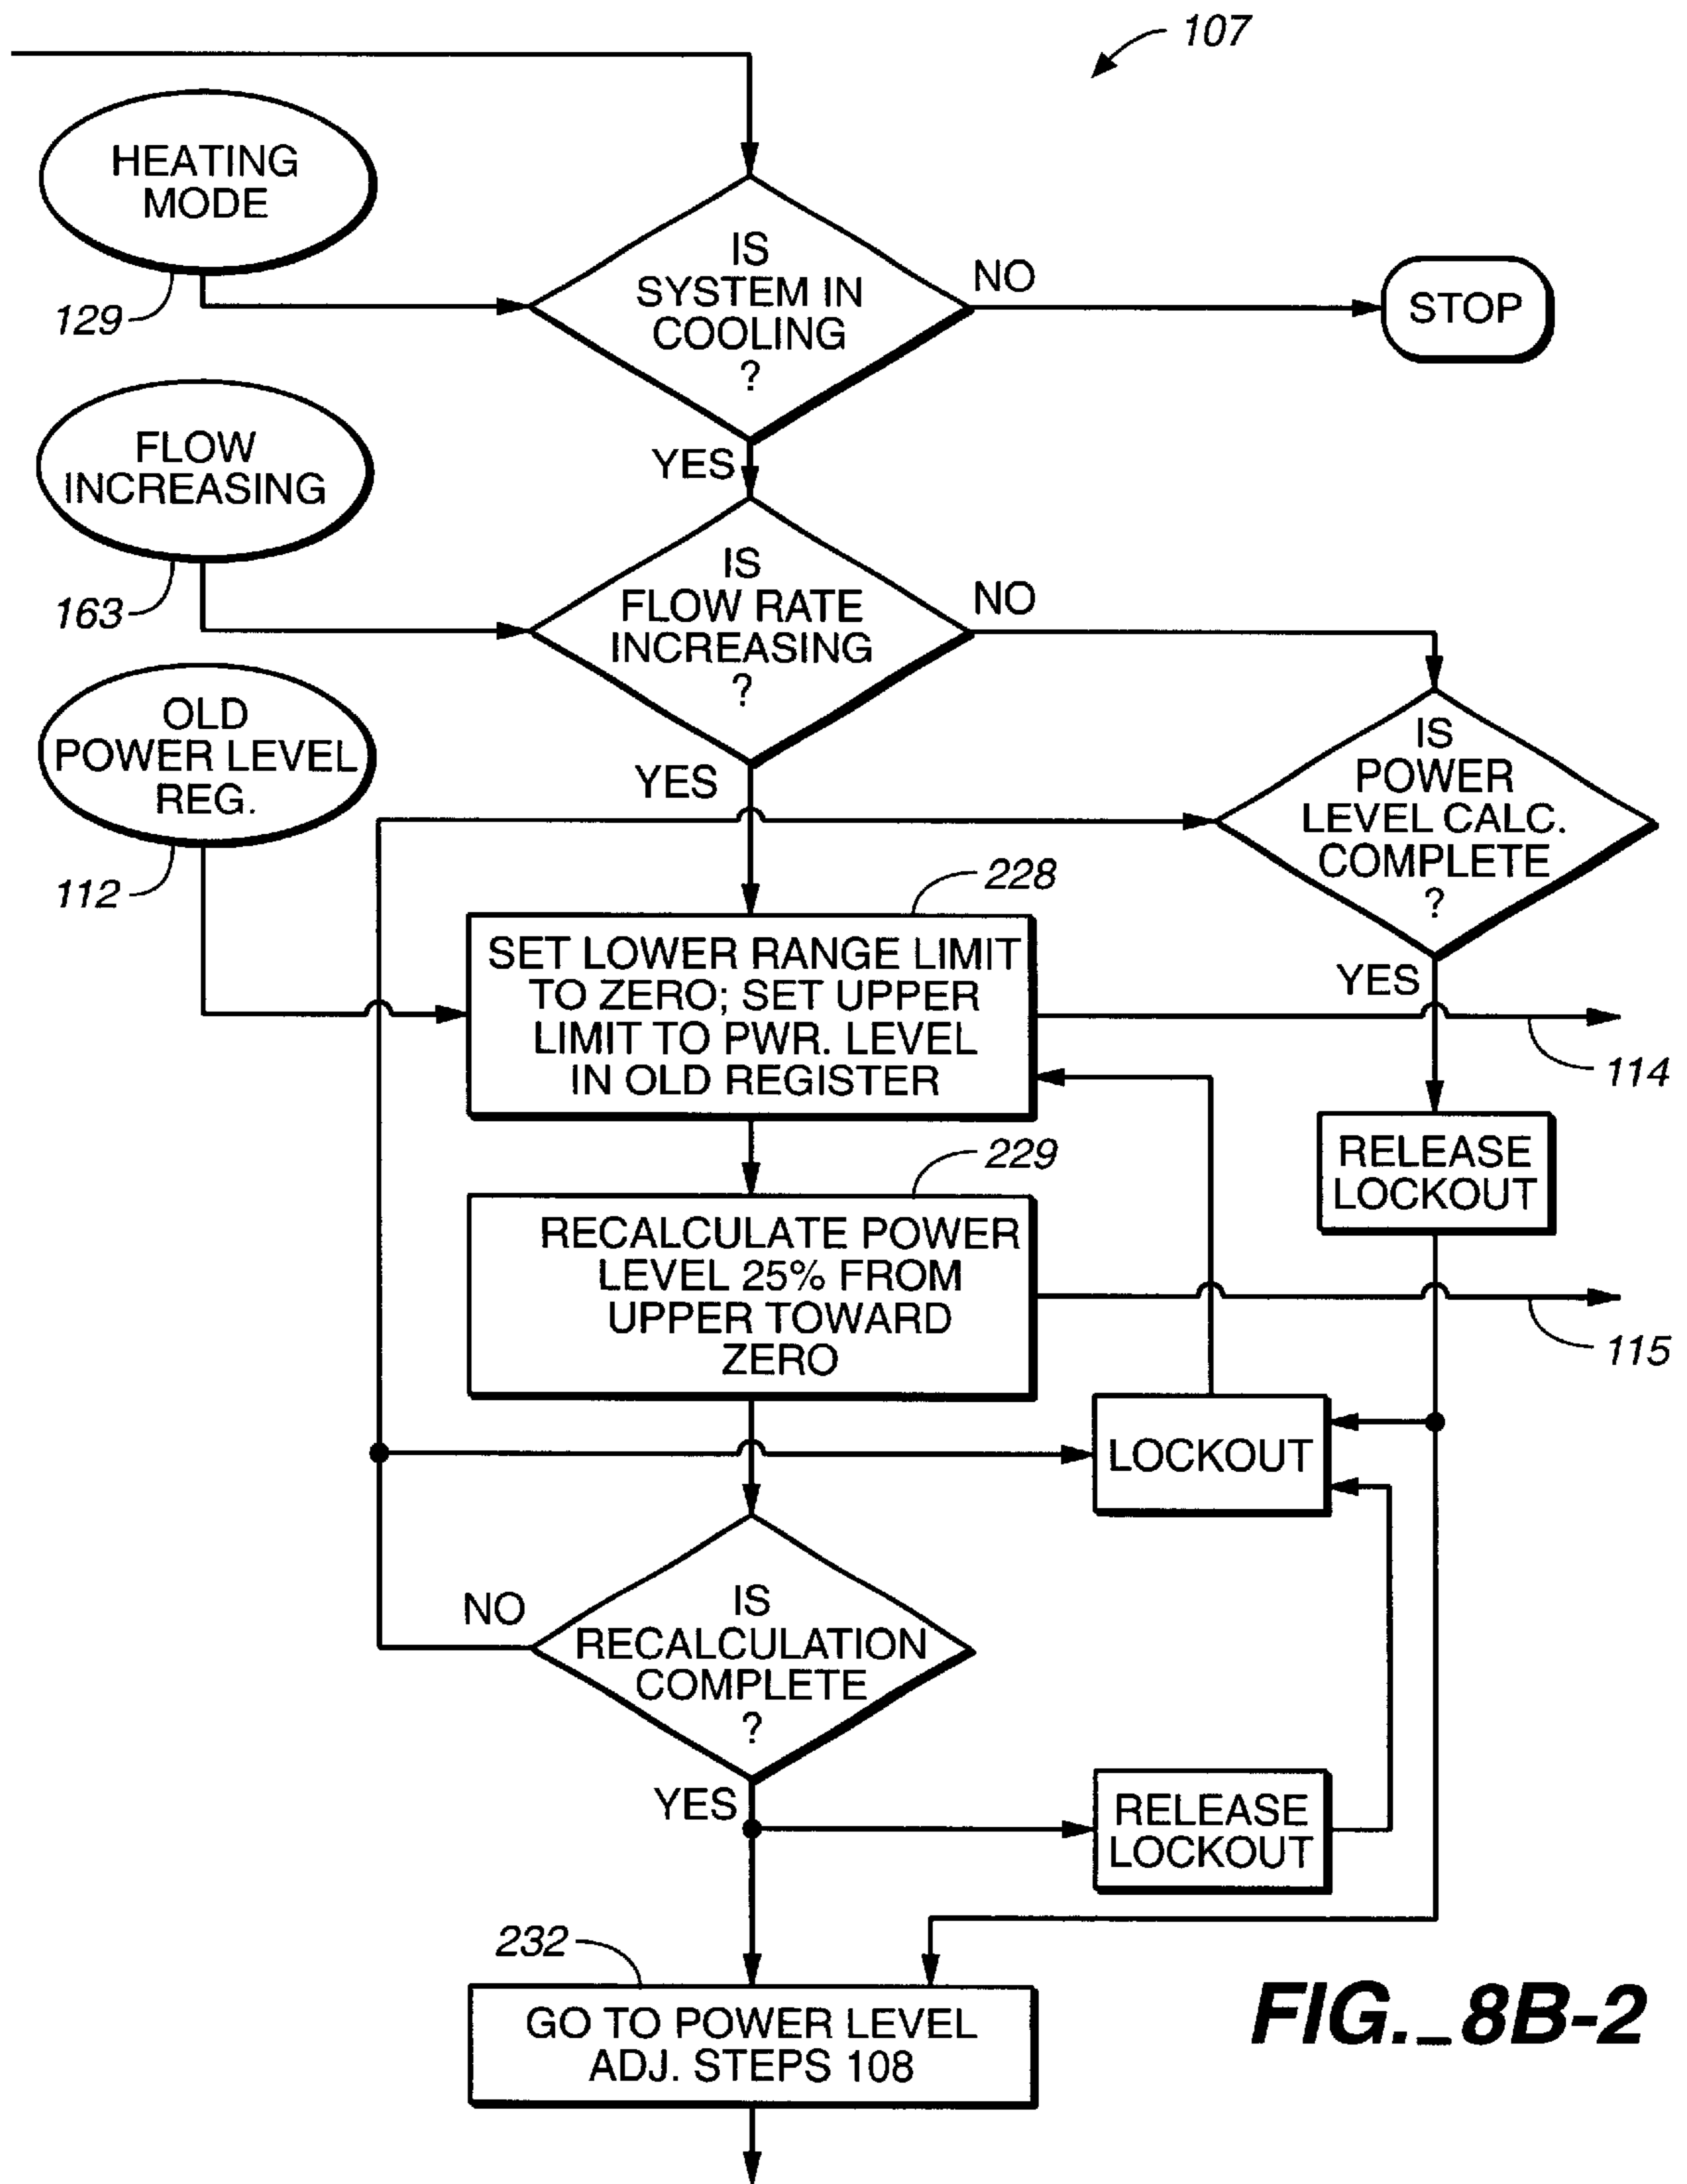 107
HEATING
MODE
129
IS
SYSTEM IN
COOLING
?
NO
STOP
YES
FLOW
INCREASING
163
IS
FLOW RATE
INCREASING
?
NO
YES
OLD
POWER LEVEL
REG.
112
IS
POWER
LEVEL CALC.
COMPLETE
?
YES
228
SET LOWER RANGE LIMIT
TO ZERO; SET UPPER
LIMIT TO PWR. LEVEL
IN OLD REGISTER
114
RELEASE
LOCKOUT
229
RECALCULATE POWER
LEVEL 25% FROM
UPPER TOWARD
ZERO
115
LOCKOUT
NO
IS
RECALCULATION
COMPLETE
?
YES
RELEASE
LOCKOUT
232
GO TO POWER LEVEL
ADJ. STEPS 108
FIG._8B-2